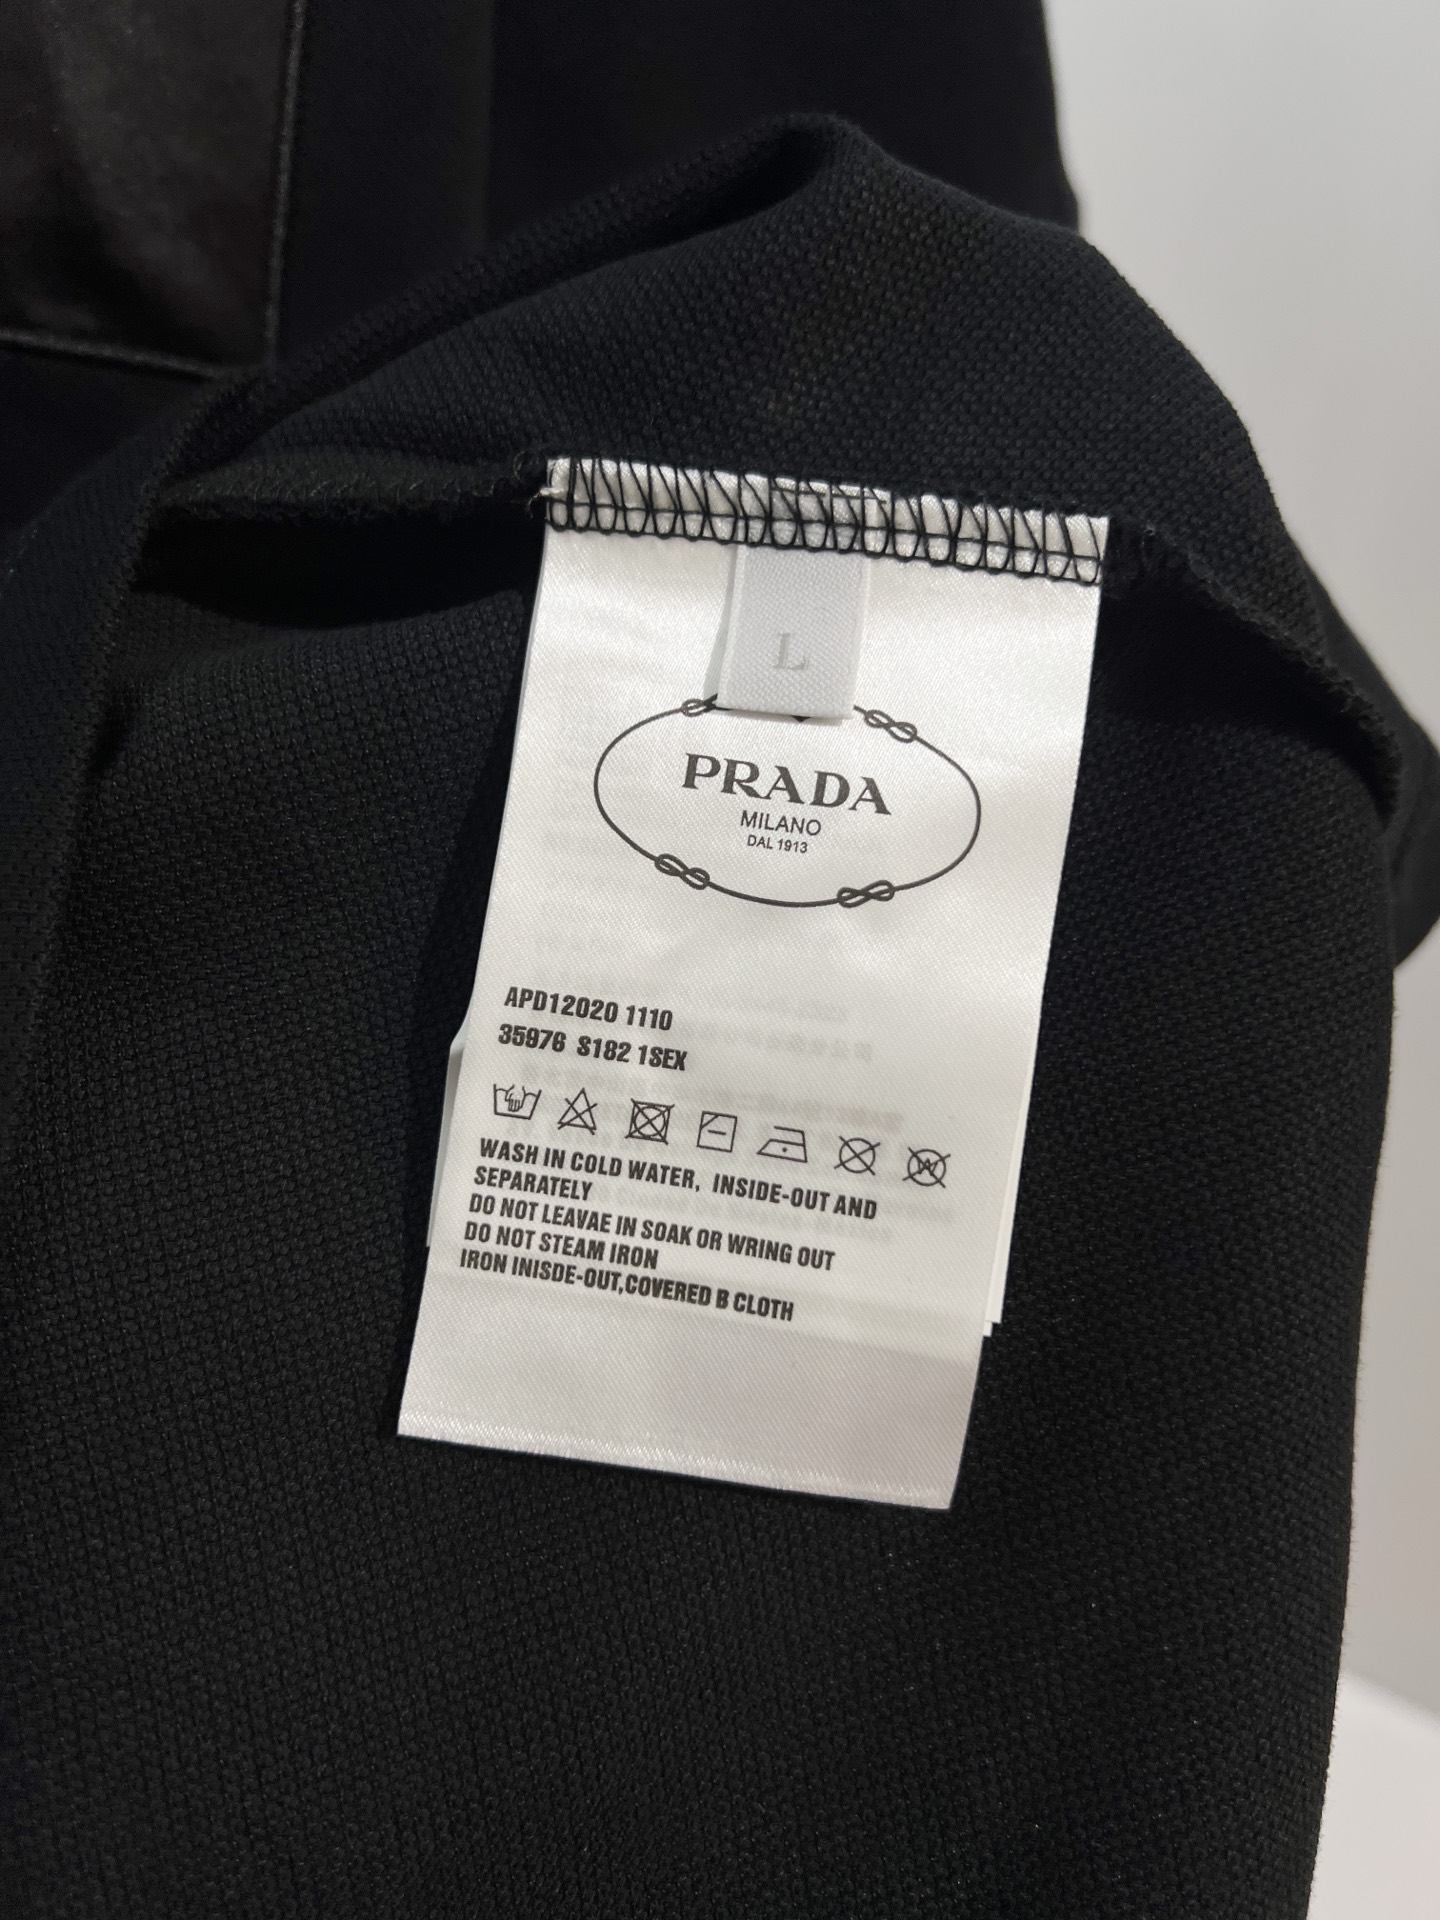 L
PRADA
MILANO
DAL 1913
APD12020 1110
35976 S182 1SEX
WASH IN COLD WATER, INSIDE-OUT AND
SEPARATELY
DO NOT LEAVAE IN SOAK OR WRING OUT
DO NOT STEAM IRON
IRON INISDE-OUT,COVERED B CLOTH